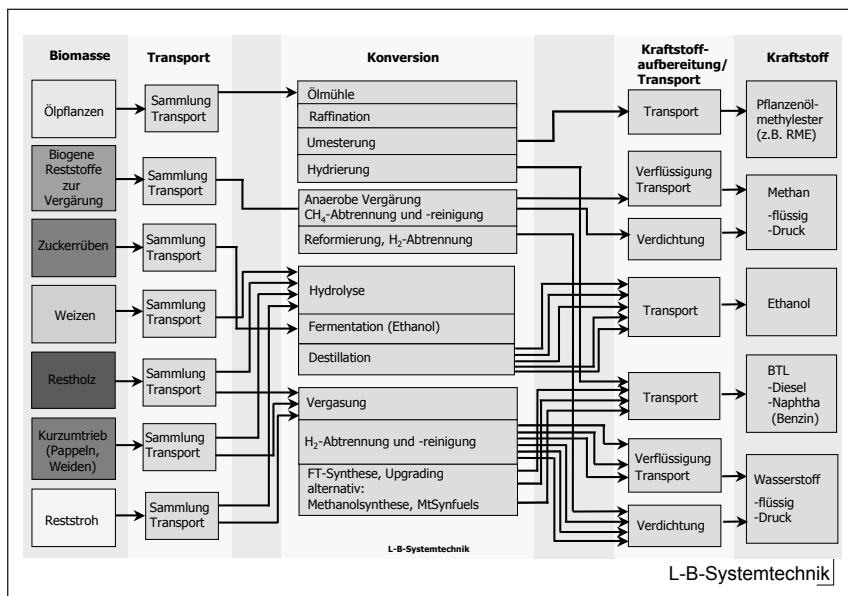 Biomasse
Transport
Konversion
Kraftstoff-
aufbereitung/
Transport
Kraftstoff
Ölpflanzen
Biogene
Reststoffe
zur
Vergärung
Zuckerrüben
Weizen
Restholz
Kurzumtrieb
(Pappeln,
Weiden)
Reststroh
Sammlung
Transport
Sammlung
Transport
Sammlung
Transport
Sammlung
Transport
Sammlung
Transport
Sammlung
Transport
Sammlung
Transport
Ölmühle
Raffination
Umesterung
Hydrierung
Anaerobe Vergärung
CH₄-Abtrennung und -reinigung
Reformierung, H₂-Abtrennung
Hydrolyse
Fermentation (Ethanol)
Destillation
Vergasung
H₂-Abtrennung und -reinigung
FT-Synthese, Upgrading
alternativ:
Methanolsynthese, MtSynfuels
Transport
Verflüssigung
Transport
Verdichtung
Transport
Transport
Verflüssigung
Transport
Verdichtung
Pflanzenöl-
methylester
(z.B. RME)
Methan
-flüssig
-Druck
Ethanol
BTL
-Diesel
-Naphtha
(Benzin)
Wasserstoff
-flüssig
-Druck
L-B-Systemtechnik
L-B-Systemtechnik